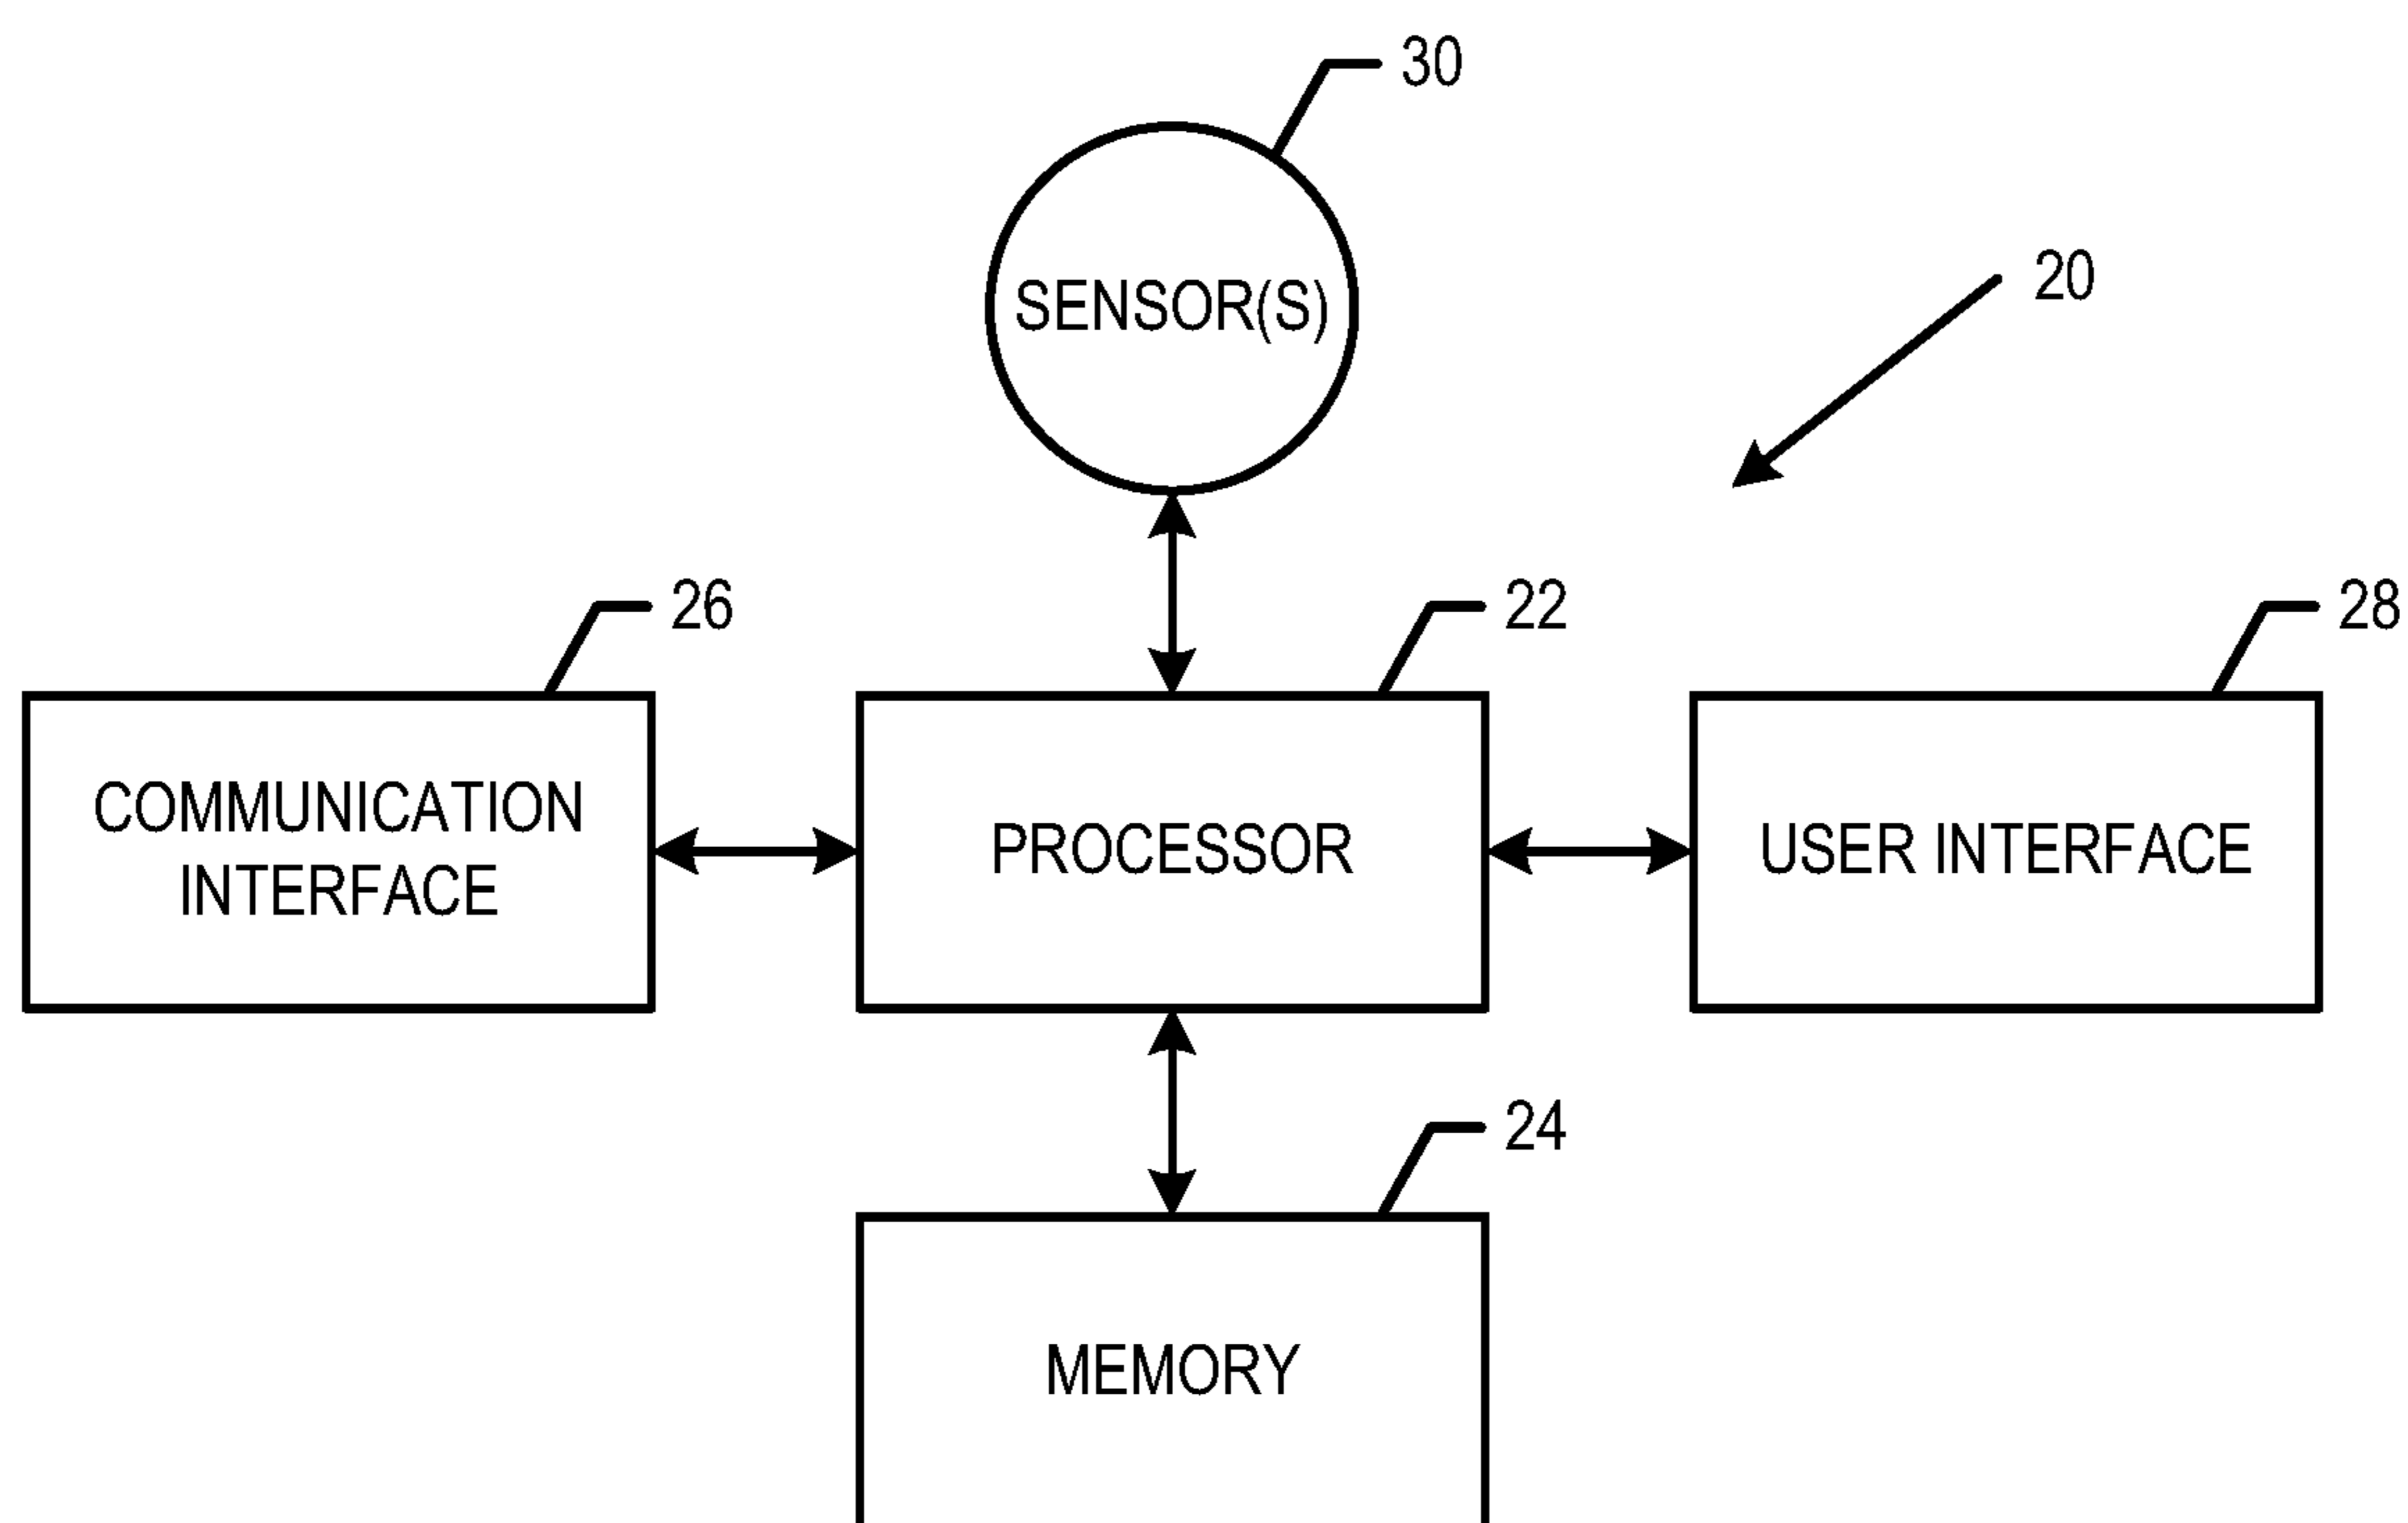 30
SENSOR(S)
20
26
22
28
COMMUNICATION
INTERFACE
PROCESSOR
USER INTERFACE
24
MEMORY